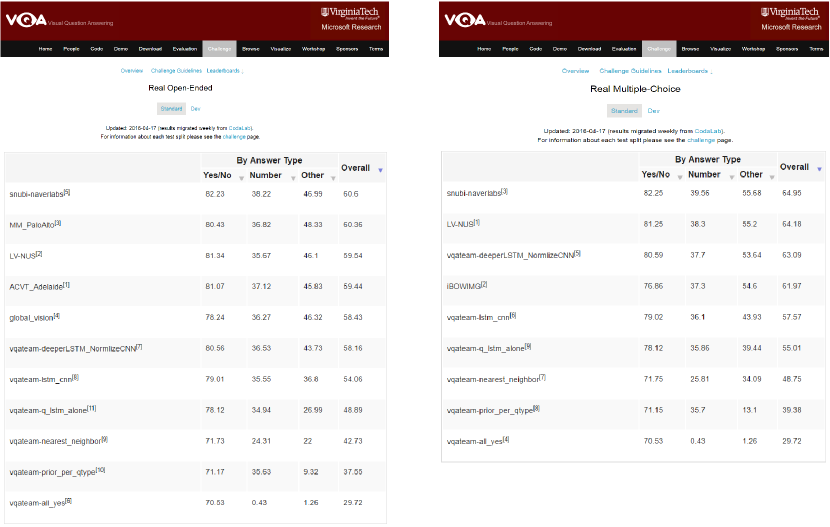 VQA Visual Question Answering
VirginiaTech
Invent the Future
Microsoft Research
Home People Code Demo Download Evaluation Challenge Browse Visualize Workshop Sponsors Terms
Overview Challenge Guidelines Leaderboards
Real Open-Ended
Standard Dev
Updated: 2016-04-17 (results migrated weekly from CodaLab).
For information about each test split please see the challenge page.
By Answer Type
Yes/No Number Other Overall
snubi-naverlabs[5] 82.23 38.22 46.99 60.6
MM_PaloAlto[3] 80.43 36.82 48.33 60.36
LV-NUS[2] 81.34 35.67 46.1 59.54
ACVT_Adelaide[1] 81.07 37.12 45.83 59.44
global_vision[4] 78.24 36.27 46.32 58.43
vqateam-deeperLSTM_NormlizeCNN[7] 80.56 36.53 43.73 58.16
vqateam-lstm_cnn[8] 79.01 35.55 36.8 54.06
vqateam-q_lstm_alone[11] 78.12 34.94 26.99 48.89
vqateam-nearest_neighbor[9] 71.73 24.31 22 42.73
vqateam-prior_per_qtype[10] 71.17 35.63 9.32 37.55
vqateam-all_yes[6] 70.53 0.43 1.26 29.72
VQA Visual Question Answering
VirginiaTech
Invent the Future
Microsoft Research
Home People Code Demo Download Evaluation Challenge Browse Visualize Workshop Sponsors Terms
Overview Challenge Guidelines Leaderboards
Real Multiple-Choice
Standard Dev
Updated: 2016-04-17 (results migrated weekly from CodaLab).
For information about each test split please see the challenge page.
By Answer Type
Yes/No Number Other Overall
snubi-naverlabs[3] 82.25 39.56 55.68 64.95
LV-NUS[1] 81.25 38.3 55.2 64.18
vqateam-deeperLSTM_NormlizeCNN[5] 80.59 37.7 53.64 63.09
iBOWIMG[2] 76.86 37.3 54.6 61.97
vqateam-lstm_cnn[6] 79.02 36.1 43.93 57.57
vqateam-q_lstm_alone[9] 78.12 35.86 39.44 55.01
vqateam-nearest_neighbor[7] 71.75 25.81 34.09 48.75
vqateam-prior_per_qtype[8] 71.15 35.7 13.1 39.38
vqateam-all_yes[4] 70.53 0.43 1.26 29.72